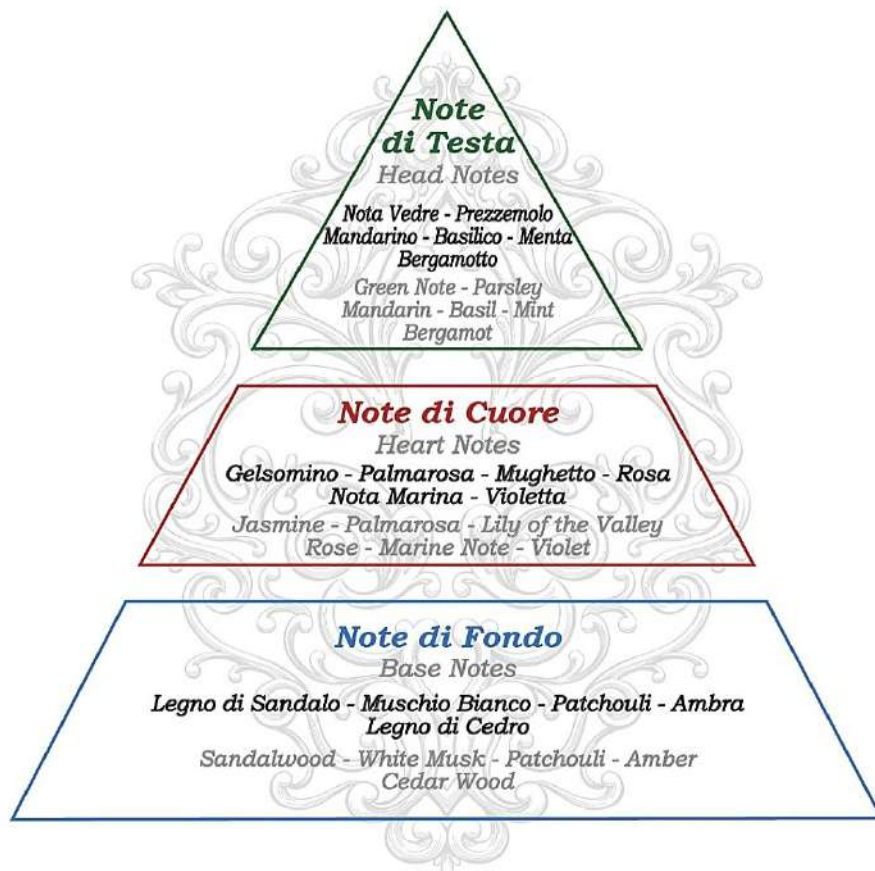 Note
di Testa
Head Notes
Nota Vedre - Prezzemolo
Mandarino - Basilico - Menta
Bergamotto
Green Note - Parsley
Mandarin - Basil - Mint
Bergamot
Note di Cuore
Heart Notes
Gelsomino - Palmarosa - Mughetto - Rosa
Nota Marina - Violetta
Jasmine - Palmarosa - Lily of the Valley
Rose - Marine Note - Violet
Note di Fondo
Base Notes
Legno di Sandalo - Muschio Bianco - Patchouli - Ambra
Legno di Cedro
Sandalwood - White Musk - Patchouli - Amber
Cedar Wood